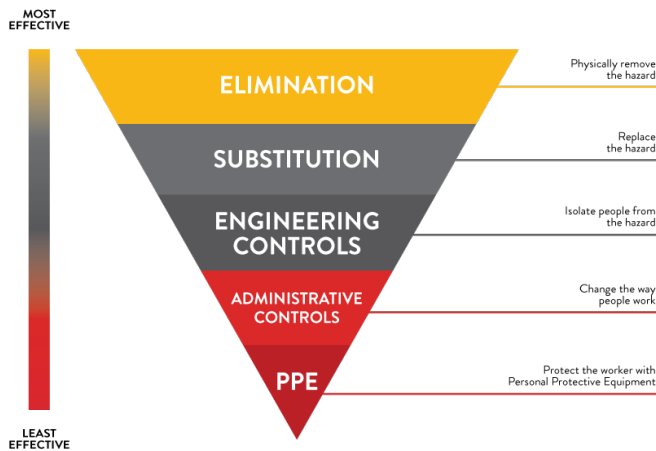 MOST
EFFECTIVE
ELIMINATION
Physically remove
the hazard
SUBSTITUTION
Replace
the hazard
ENGINEERING
CONTROLS
Isolate people from
the hazard
ADMINISTRATIVE
CONTROLS
Change the way
people work
PPE
Protect the worker with
Personal Protective Equipment
LEAST
EFFECTIVE